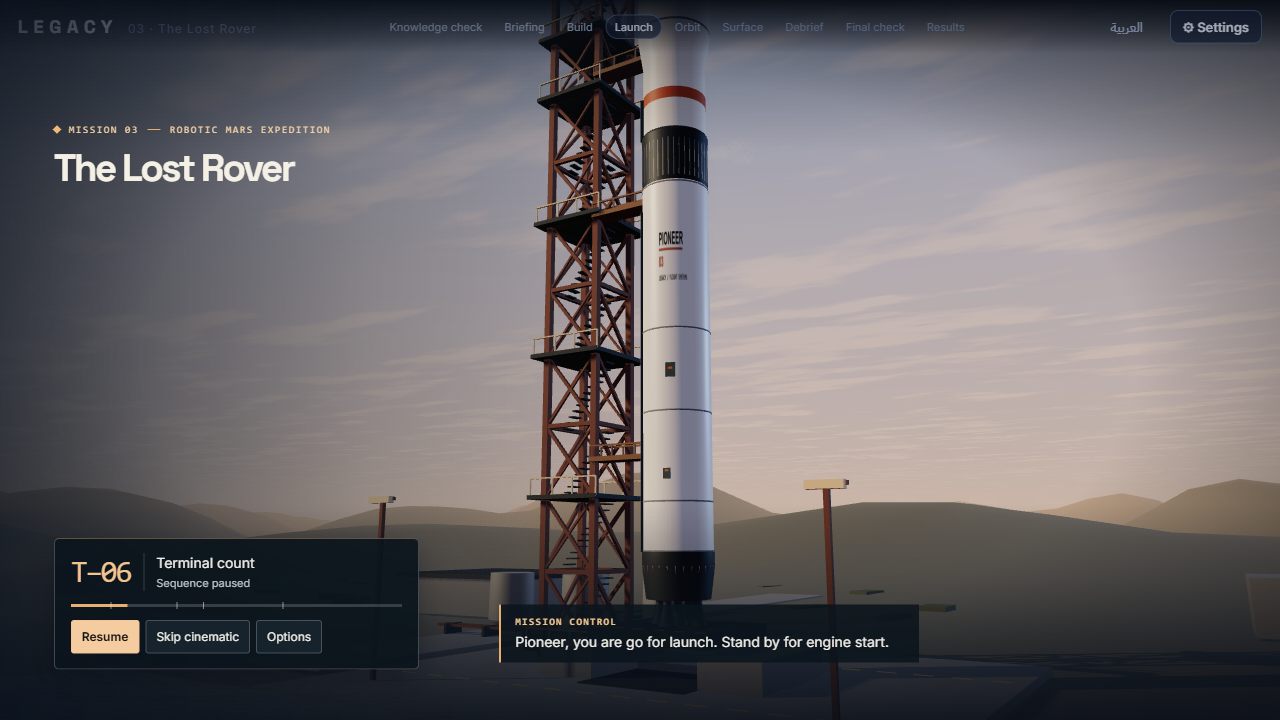 LEGACY 03 · The Lost Rover Knowledge check Briefing Build Launch Orbit Surface Debrief Final check Results العربية ⚙ Settings
◆ MISSION 03 — ROBOTIC MARS EXPEDITION
The Lost Rover
PIONEER
03
T–06 Terminal count
Sequence paused
Resume Skip cinematic Options
MISSION CONTROL
Pioneer, you are go for launch. Stand by for engine start.